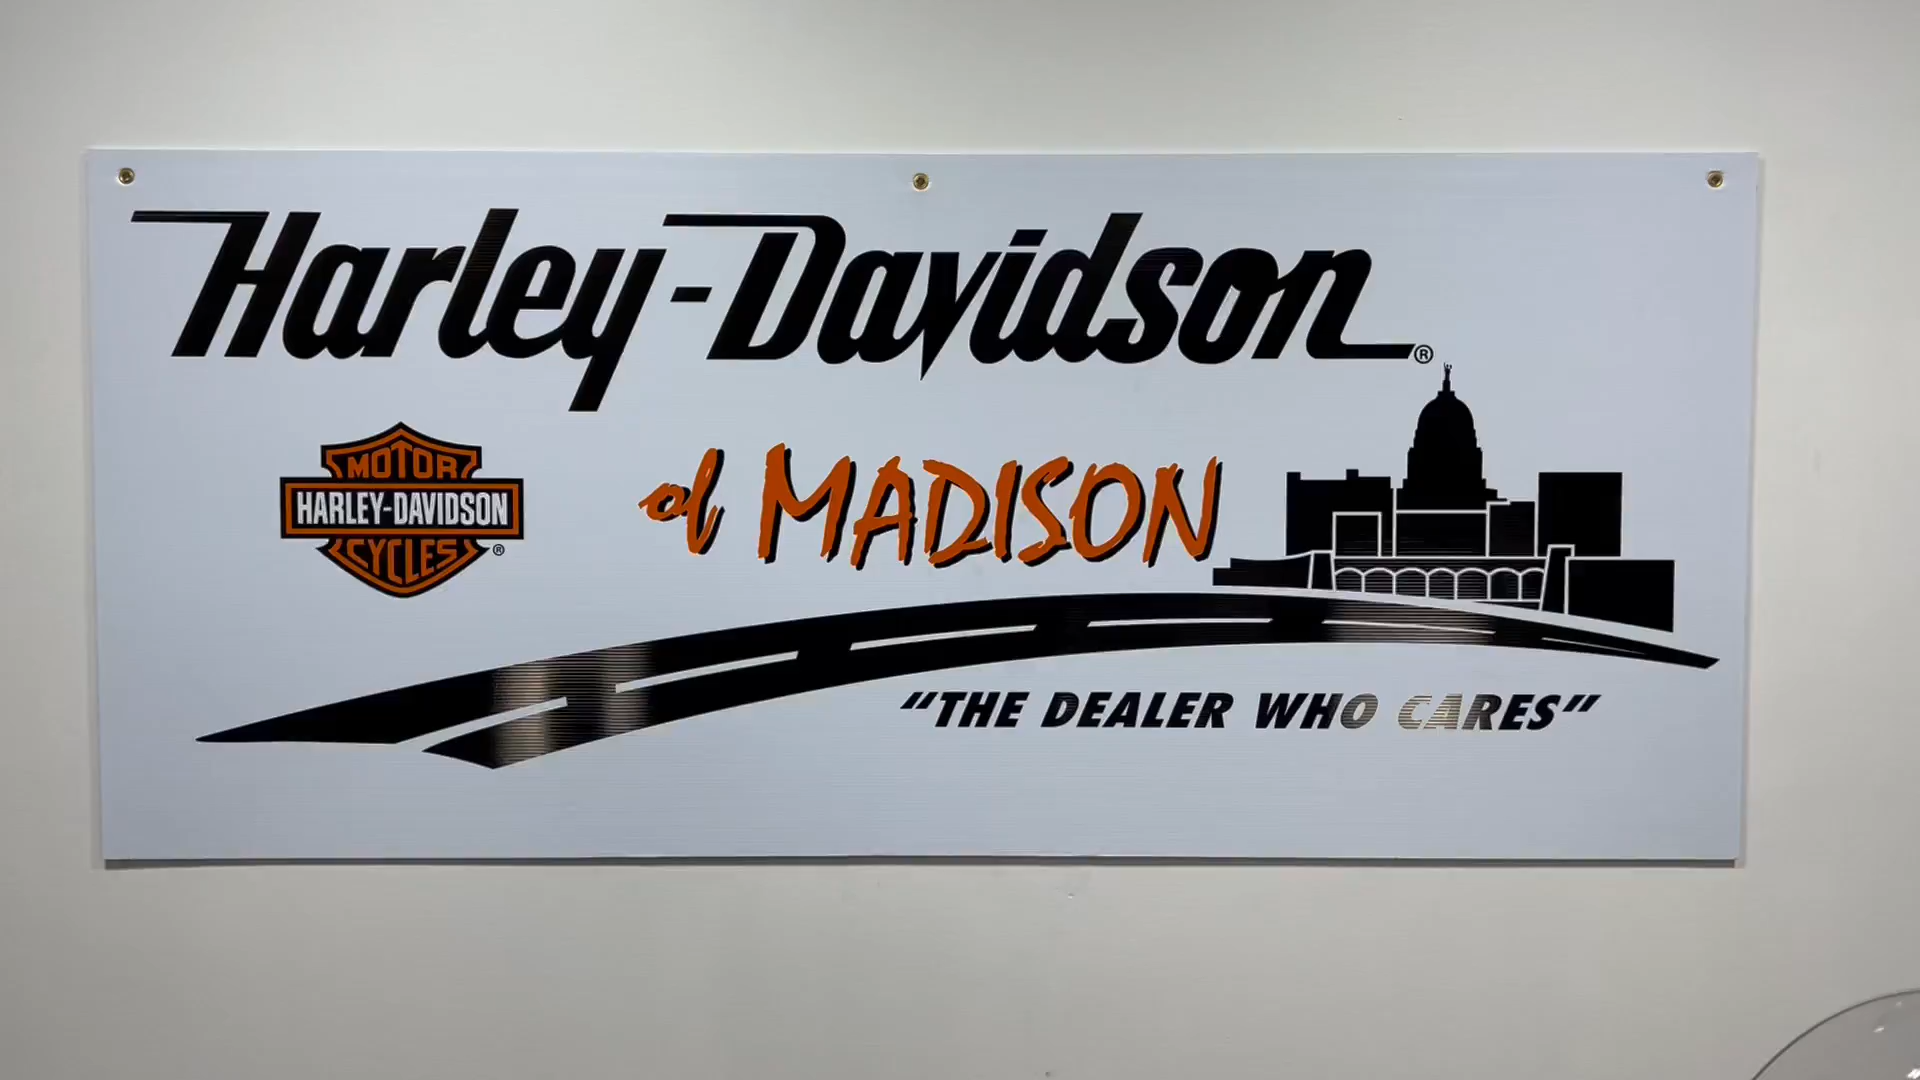 Harley-Davidson®
MOTOR
HARLEY-DAVIDSON
CYCLES®
of MADISON
"THE DEALER WHO CARES"